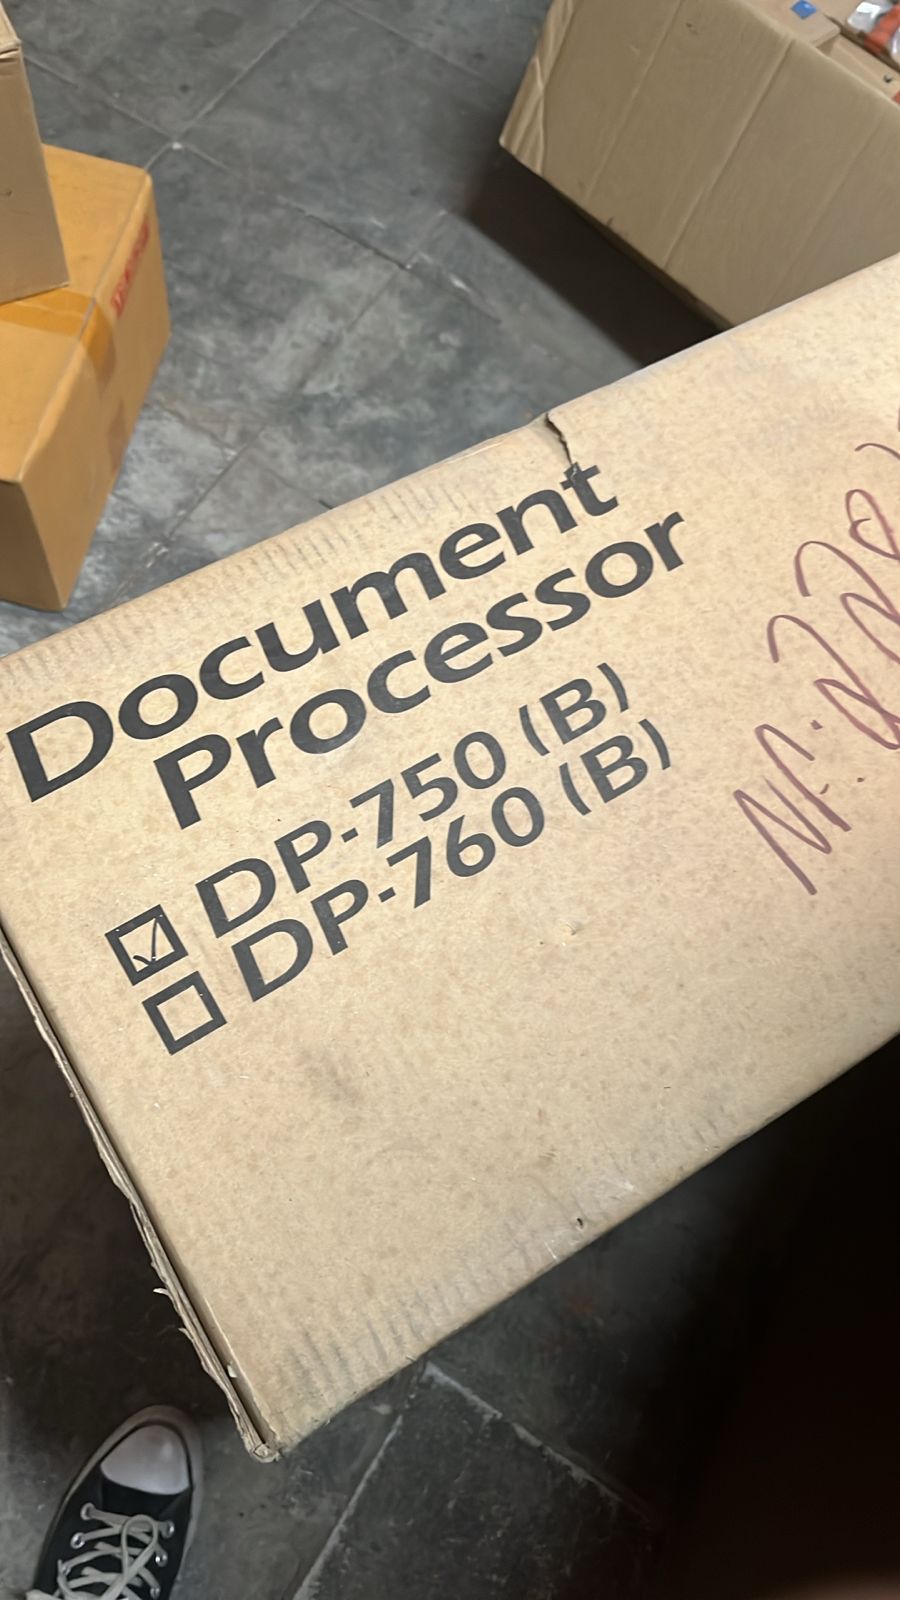 Document
Processor
DP-750 (B)
DP-760 (B)